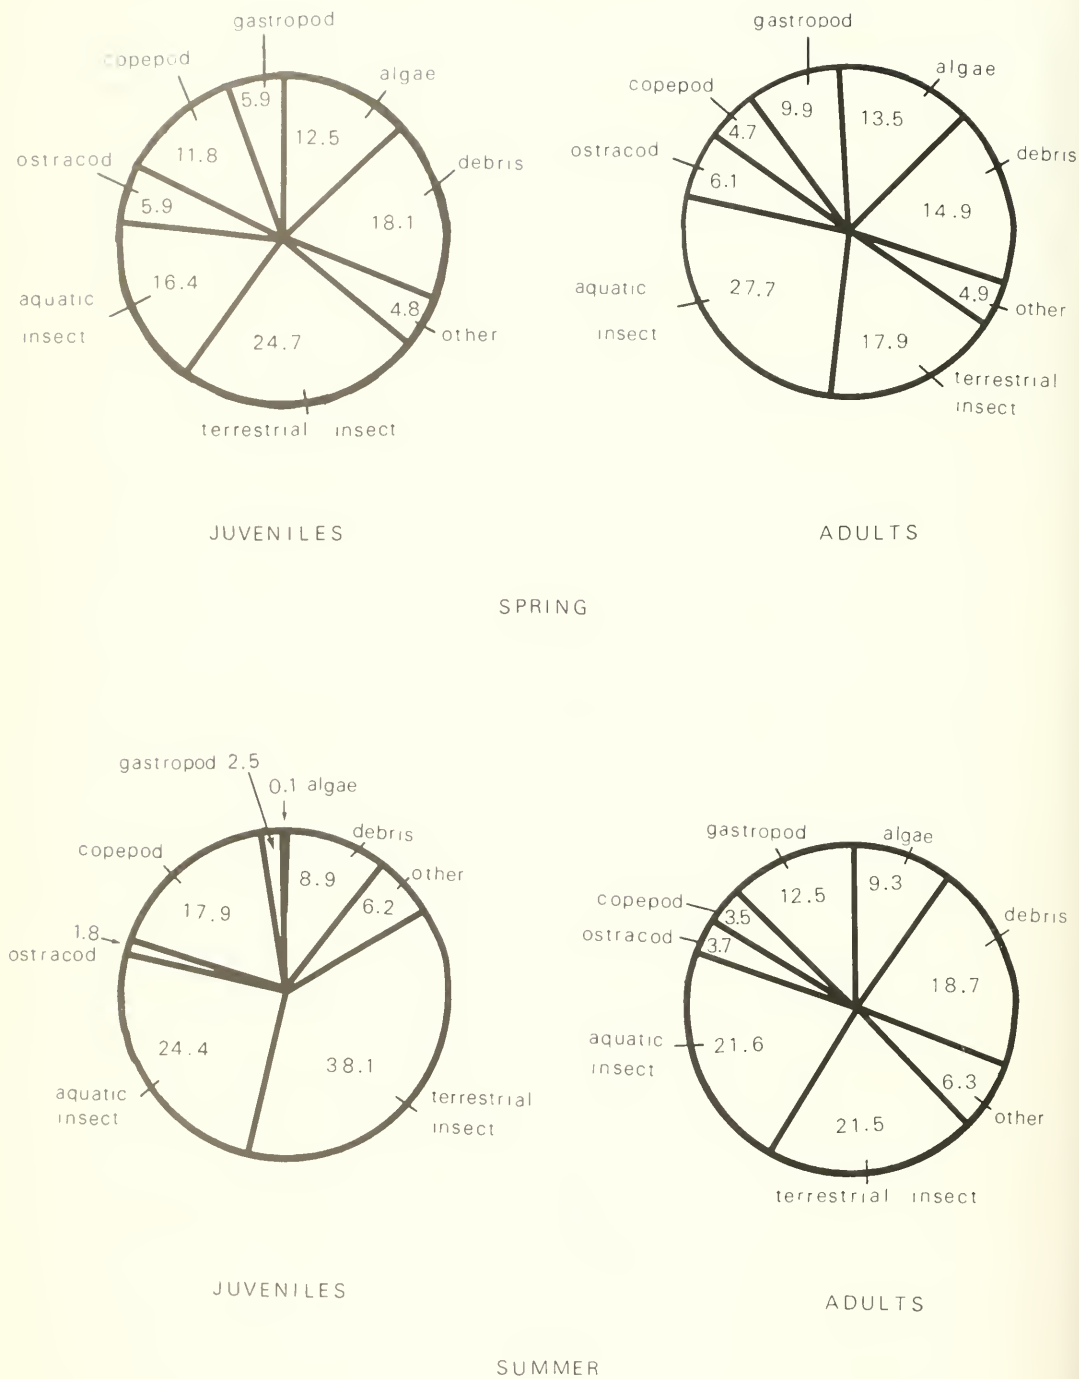 gastropod
copepod
algae
5.9
12.5
11.8
ostracod
debris
5.9
18.1
16.4
aquatic
insect
4.8
other
24.7
terrestrial insect
JUVENILES
gastropod
algae
copepod
9.9
13.5
4.7
ostracod
debris
6.1
14.9
aquatic
insect
27.7
4.9
other
17.9
terrestrial
insect
ADULTS
SPRING
gastropod 2.5
0.1 algae
debris
copepod
other
8.9
6.2
17.9
1.8
ostracod
24.4
38.1
aquatic
insect
terrestrial
insect
JUVENILES
gastropod
algae
9.3
12.5
copepod
3.5
debris
ostracod
3.7
18.7
aquatic
insect
21.6
6.3
other
21.5
terrestrial insect
ADULTS
SUMMER